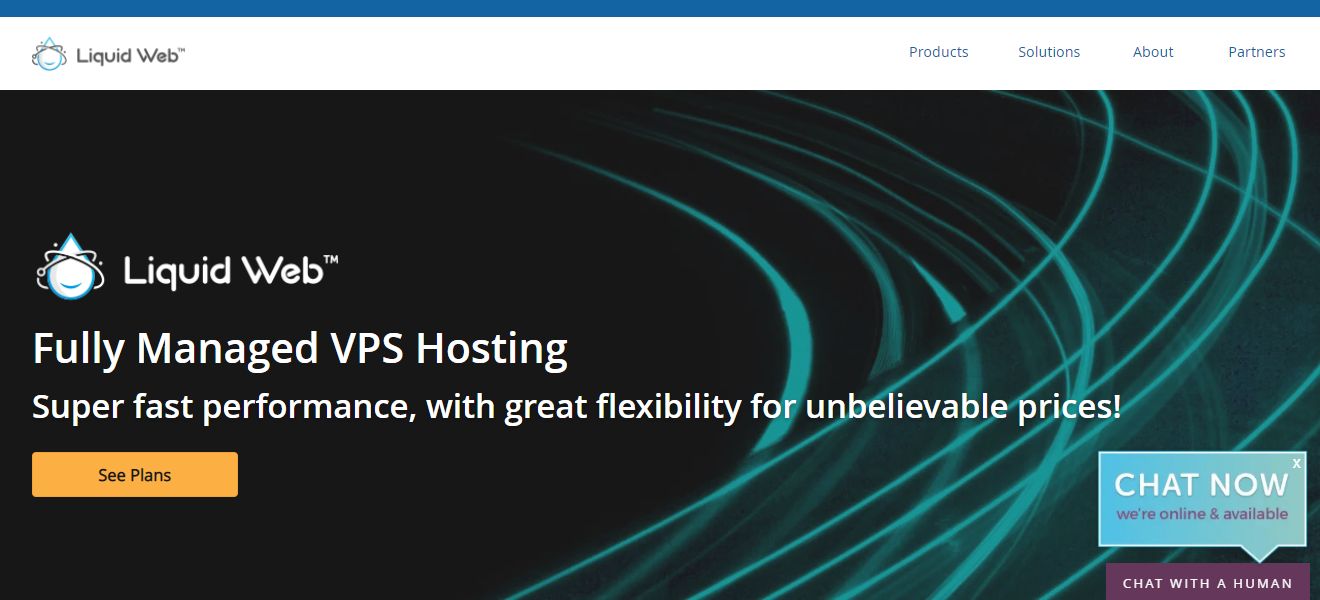 Liquid Web™
Products Solutions About Partners
Liquid Web™
Fully Managed VPS Hosting
Super fast performance, with great flexibility for unbelievable prices!
See Plans
X
CHAT NOW
we're online & available
CHAT WITH A HUMAN